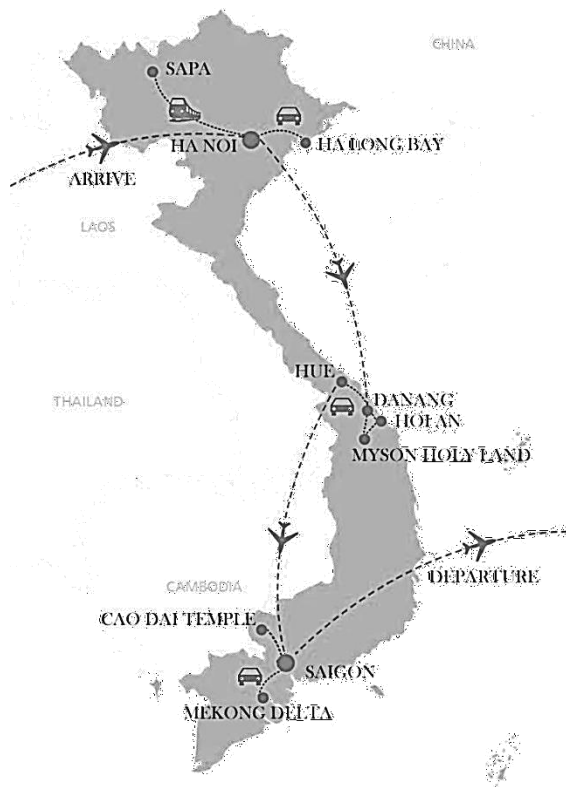 CHINA
SAPA
HA NOI
HA LONG BAY
ARRIVE
LAOS
HUE
THAILAND
DANANG
HOI AN
MYSON HOLY LAND
DEPARTURE
CAMBODIA
CAO DAI TEMPLE
SAIGON
MEKONG DELTA